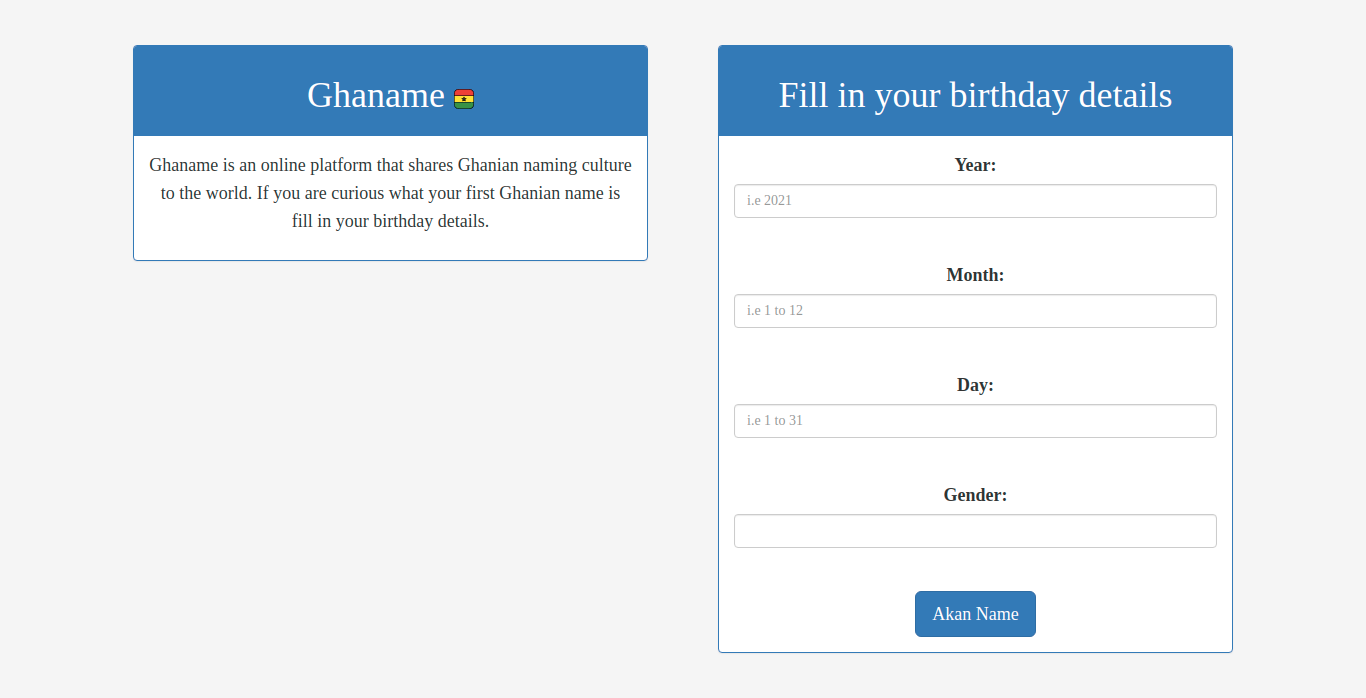 Ghaname
Ghaname is an online platform that shares Ghanian naming culture
to the world. If you are curious what your first Ghanian name is
fill in your birthday details.
Fill in your birthday details
Year:
i.e 2021
Month:
i.e 1 to 12
Day:
i.e 1 to 31
Gender:
Akan Name